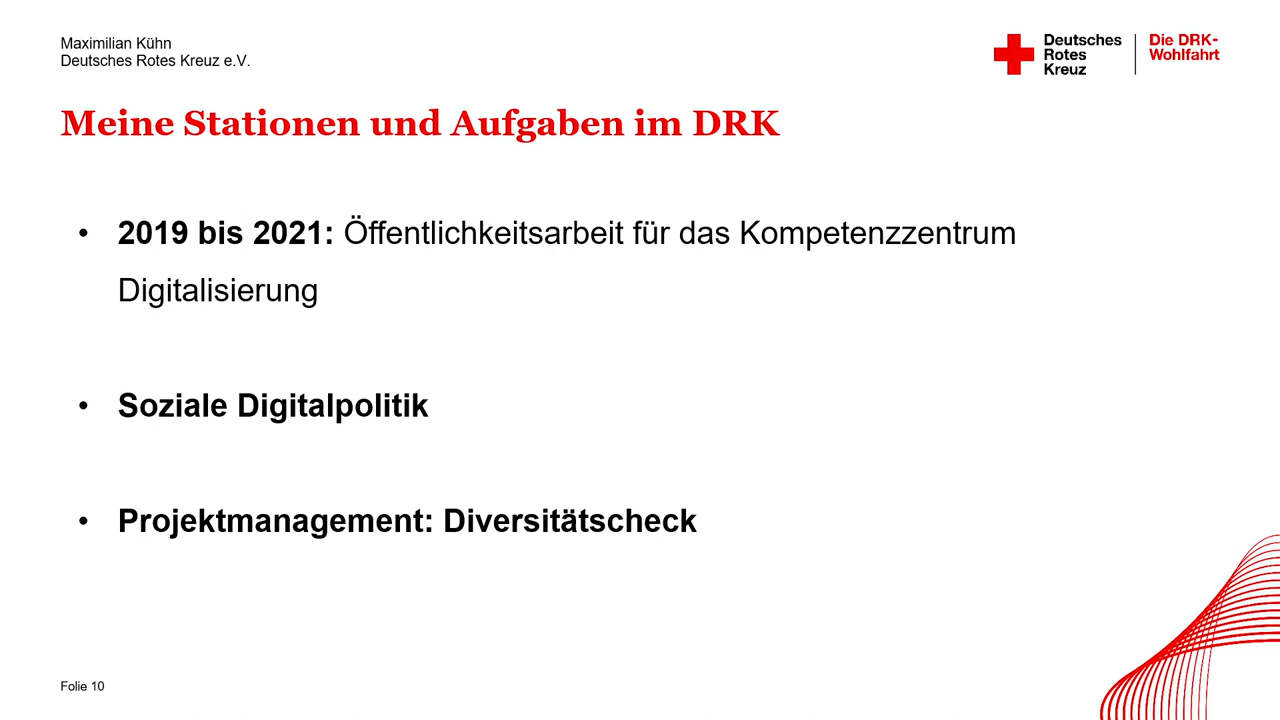 Maximilian Kühn
Deutsches Rotes Kreuz e.V.
Deutsches
Rotes
Kreuz
Die DRK-
Wohlfahrt
Meine Stationen und Aufgaben im DRK
• 2019 bis 2021: Öffentlichkeitsarbeit für das Kompetenzzentrum
Digitalisierung
• Soziale Digitalpolitik
• Projektmanagement: Diversitätscheck
Folie 10